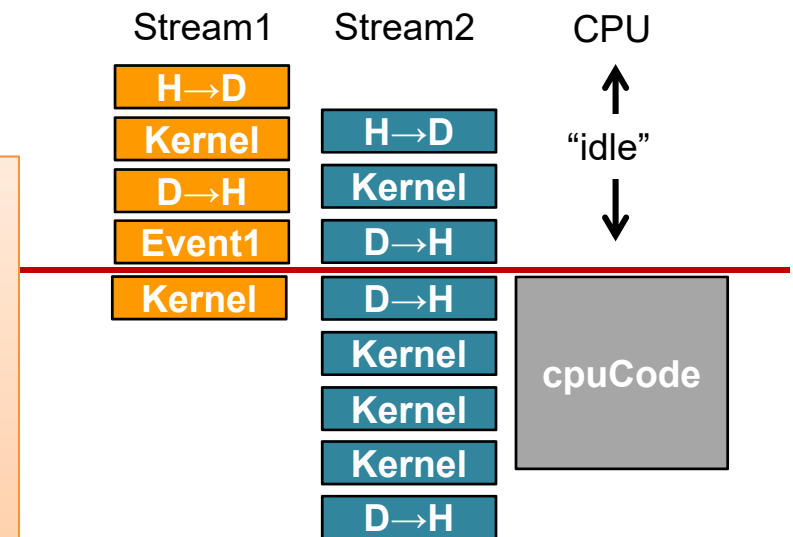 Stream1 Stream2 CPU
H→D
Kernel H→D “idle”
D→H Kernel
Event1 D→H
Kernel D→H
Kernel cpuCode
Kernel
Kernel
D→H